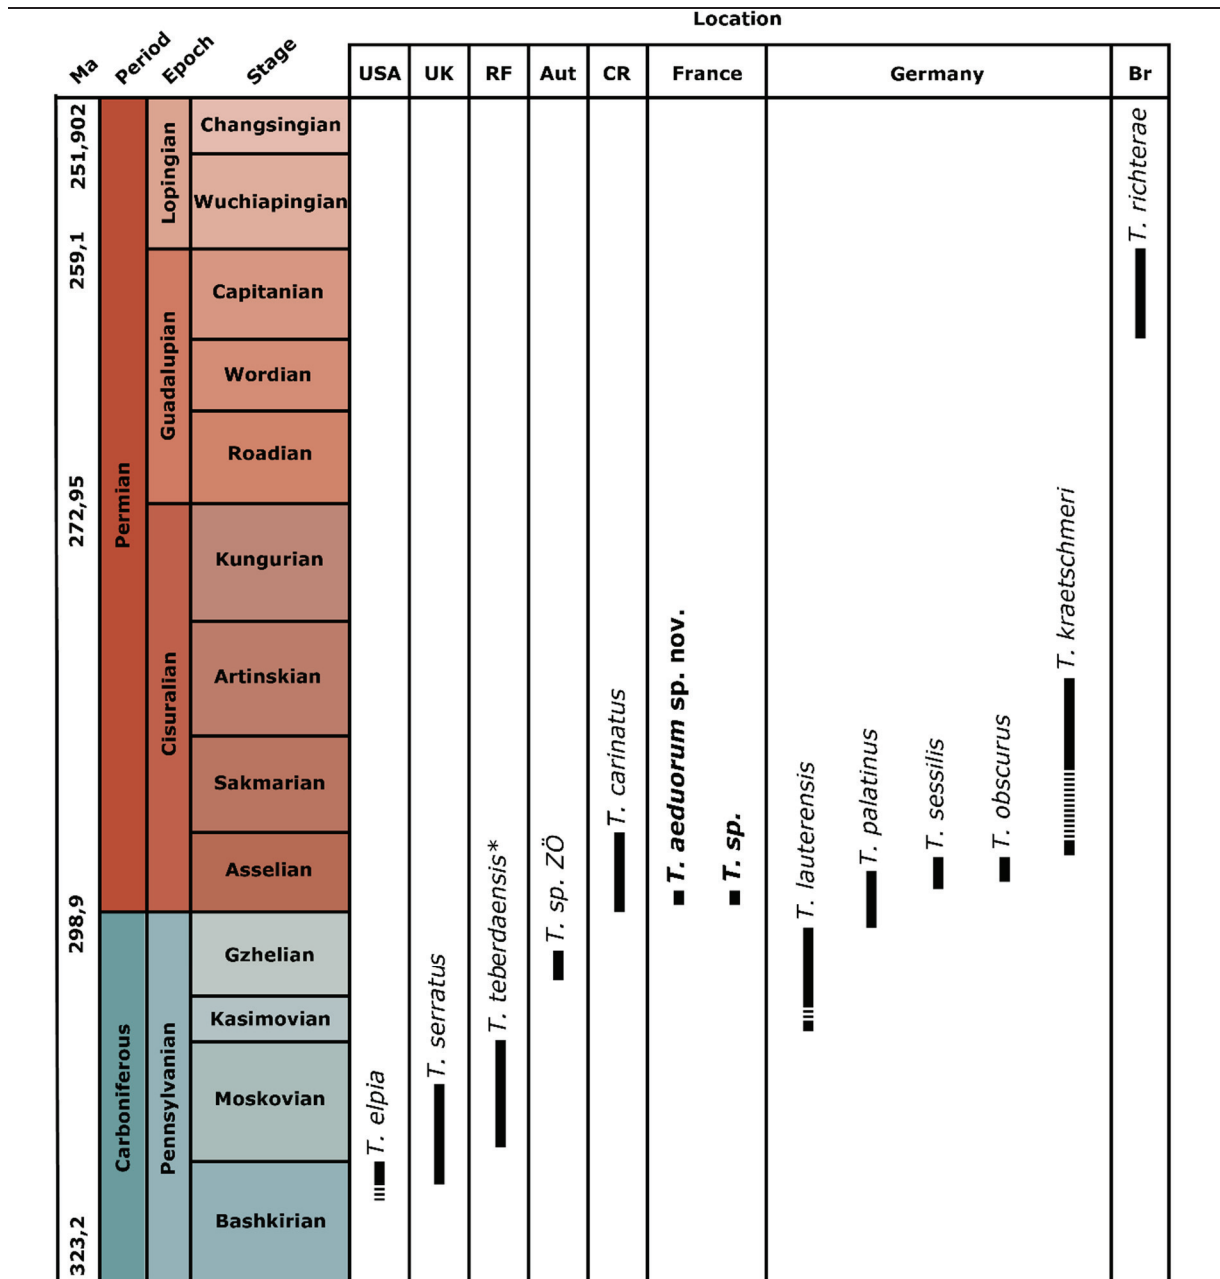 Location
Ma
Period
Epoch
Stage
USA
UK
RF
Aut
CR
France
Germany
Br
251,902
259,1
272,95
298,9
323,2
Permian
Carboniferous
Lopingian
Guadalupian
Cisuralian
Pennsylvanian
Changsingian
Wuchiapingian
Capitanian
Wordian
Roadian
Kungurian
Artinskian
Sakmarian
Asselian
Gzhelian
Kasimovian
Moskovian
Bashkirian
T. elpia
T. serratus
T. teberdaensis*
T. sp. ZÖ
T. carinatus
T. aeduorum sp. nov.
T. sp.
T. lauterensis
T. palatinus
T. sessilis
T. obscurus
T. kraetschmeri
T. richterae